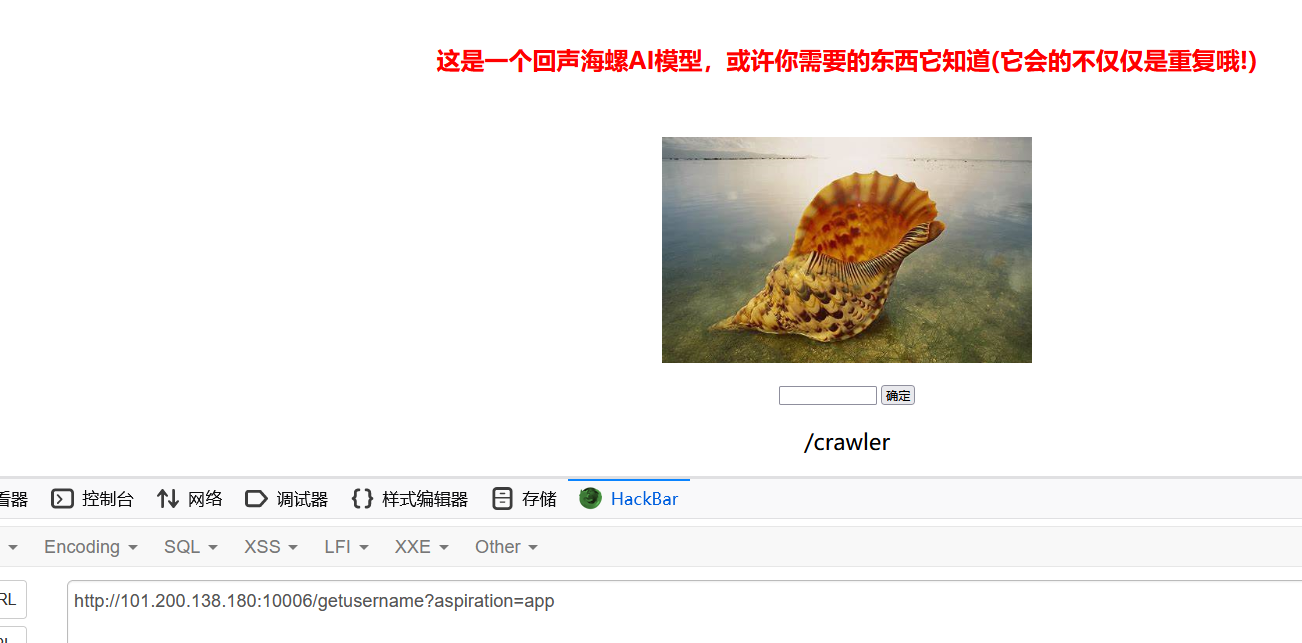 这是一个回声海螺AI模型，或许你需要的东西它知道(它会的不仅仅是重复哦!)
确定
/crawler
看器 控制台 网络 调试器 样式编辑器 存储 HackBar
Encoding SQL XSS LFI XXE Other
RL http://101.200.138.180:10006/getusername?aspiration=app